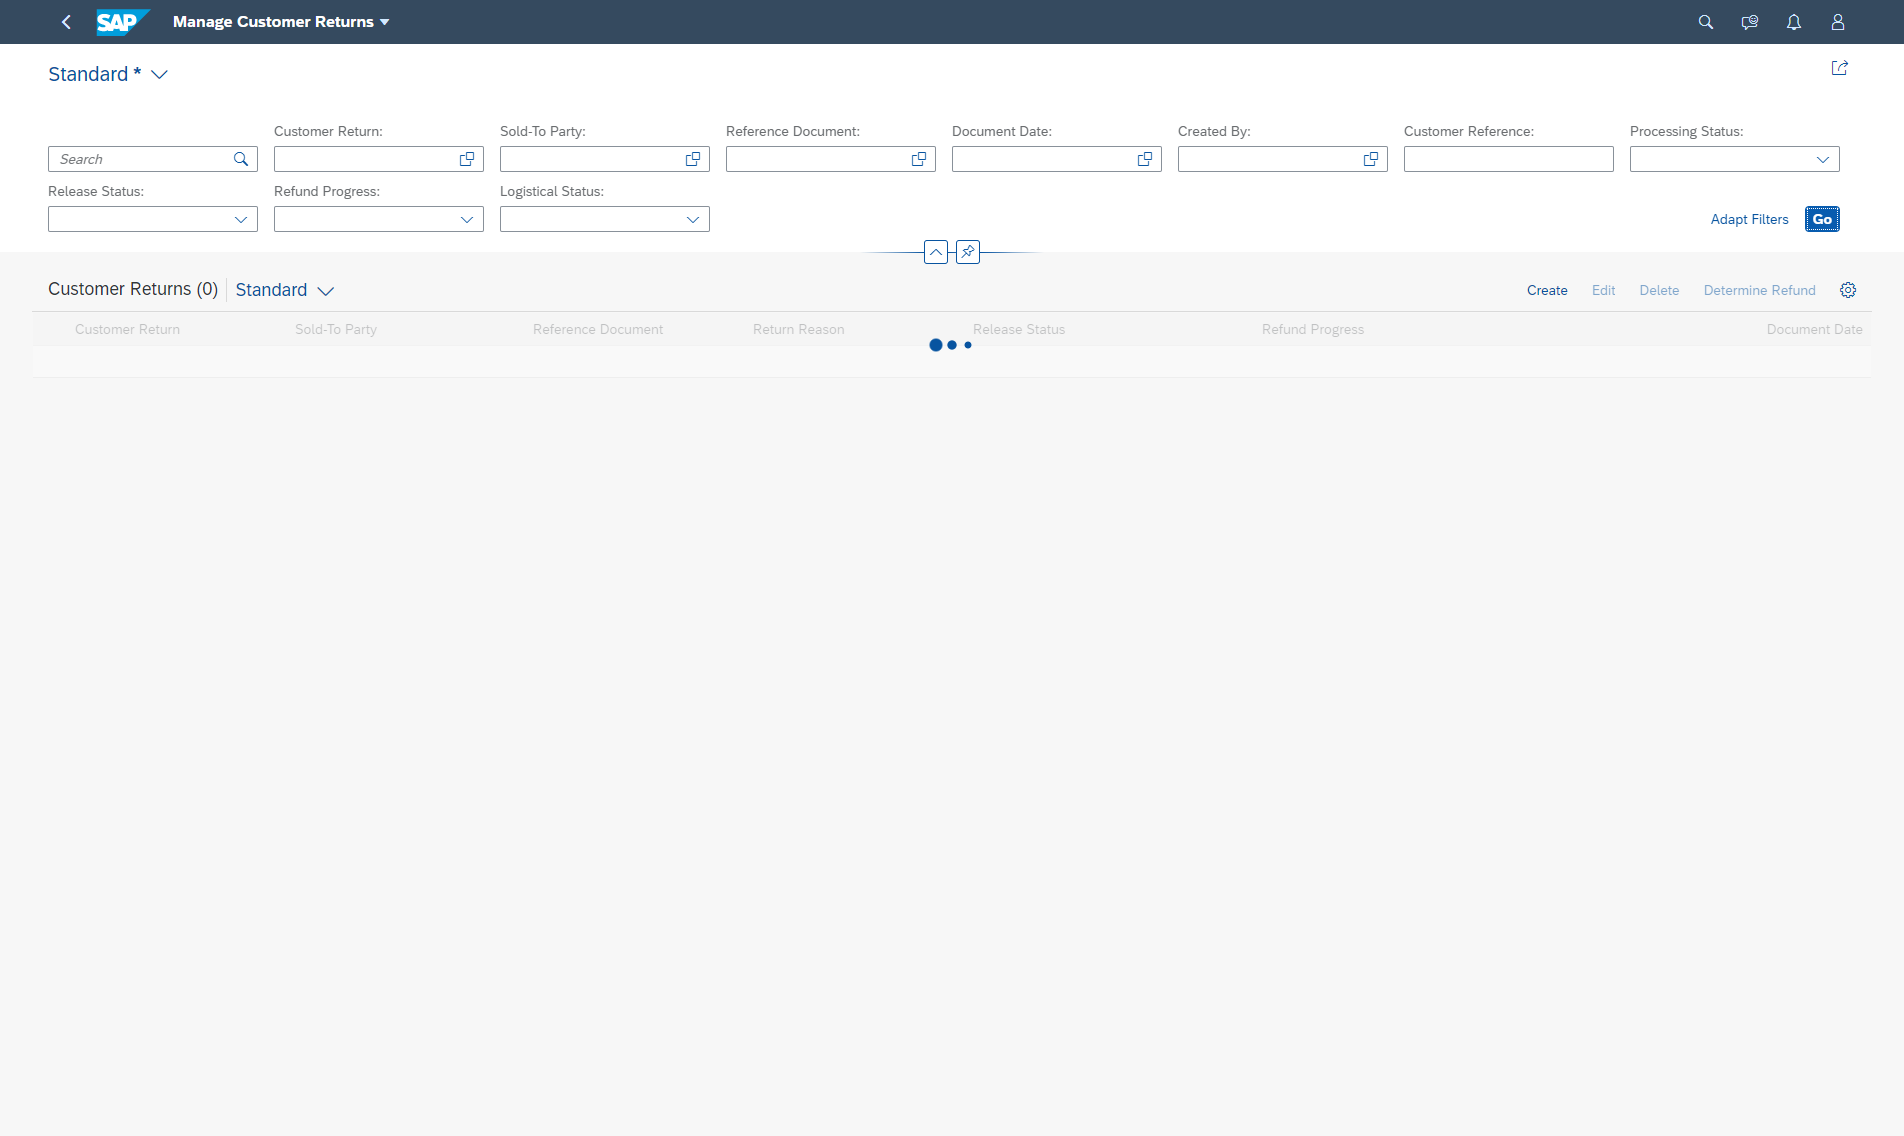 SAP Manage Customer Returns
Standard *
Customer Return: Sold-To Party: Reference Document: Document Date: Created By: Customer Reference: Processing Status:
Search
Release Status: Refund Progress: Logistical Status:
Adapt Filters Go
Customer Returns (0) Standard Create Edit Delete Determine Refund
Customer Return Sold-To Party Reference Document Return Reason Release Status Refund Progress Document Date